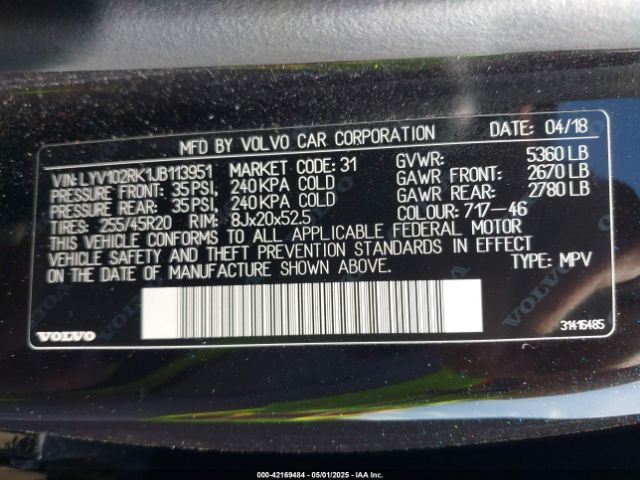 MFD BY VOLVO CAR CORPORATION DATE: 04/18
VIN: LYV102RK1JB113951 MARKET CODE: 31 GVWR: 5360 LB
PRESSURE FRONT: 35 PSI, 240 KPA COLD GAWR FRONT: 2670 LB
PRESSURE REAR: 35 PSI, 240 KPA COLD GAWR REAR: 2780 LB
TIRES: 255/45R20 RIM: 8Jx20x52.5 COLOUR: 717-46
THIS VEHICLE CONFORMS TO ALL APPLICABLE FEDERAL MOTOR
VEHICLE SAFETY AND THEFT PREVENTION STANDARDS IN EFFECT
ON THE DATE OF MANUFACTURE SHOWN ABOVE. TYPE: MPV
VOLVO 31416485
000-42169484 - 05/01/2025 - IAA Inc.